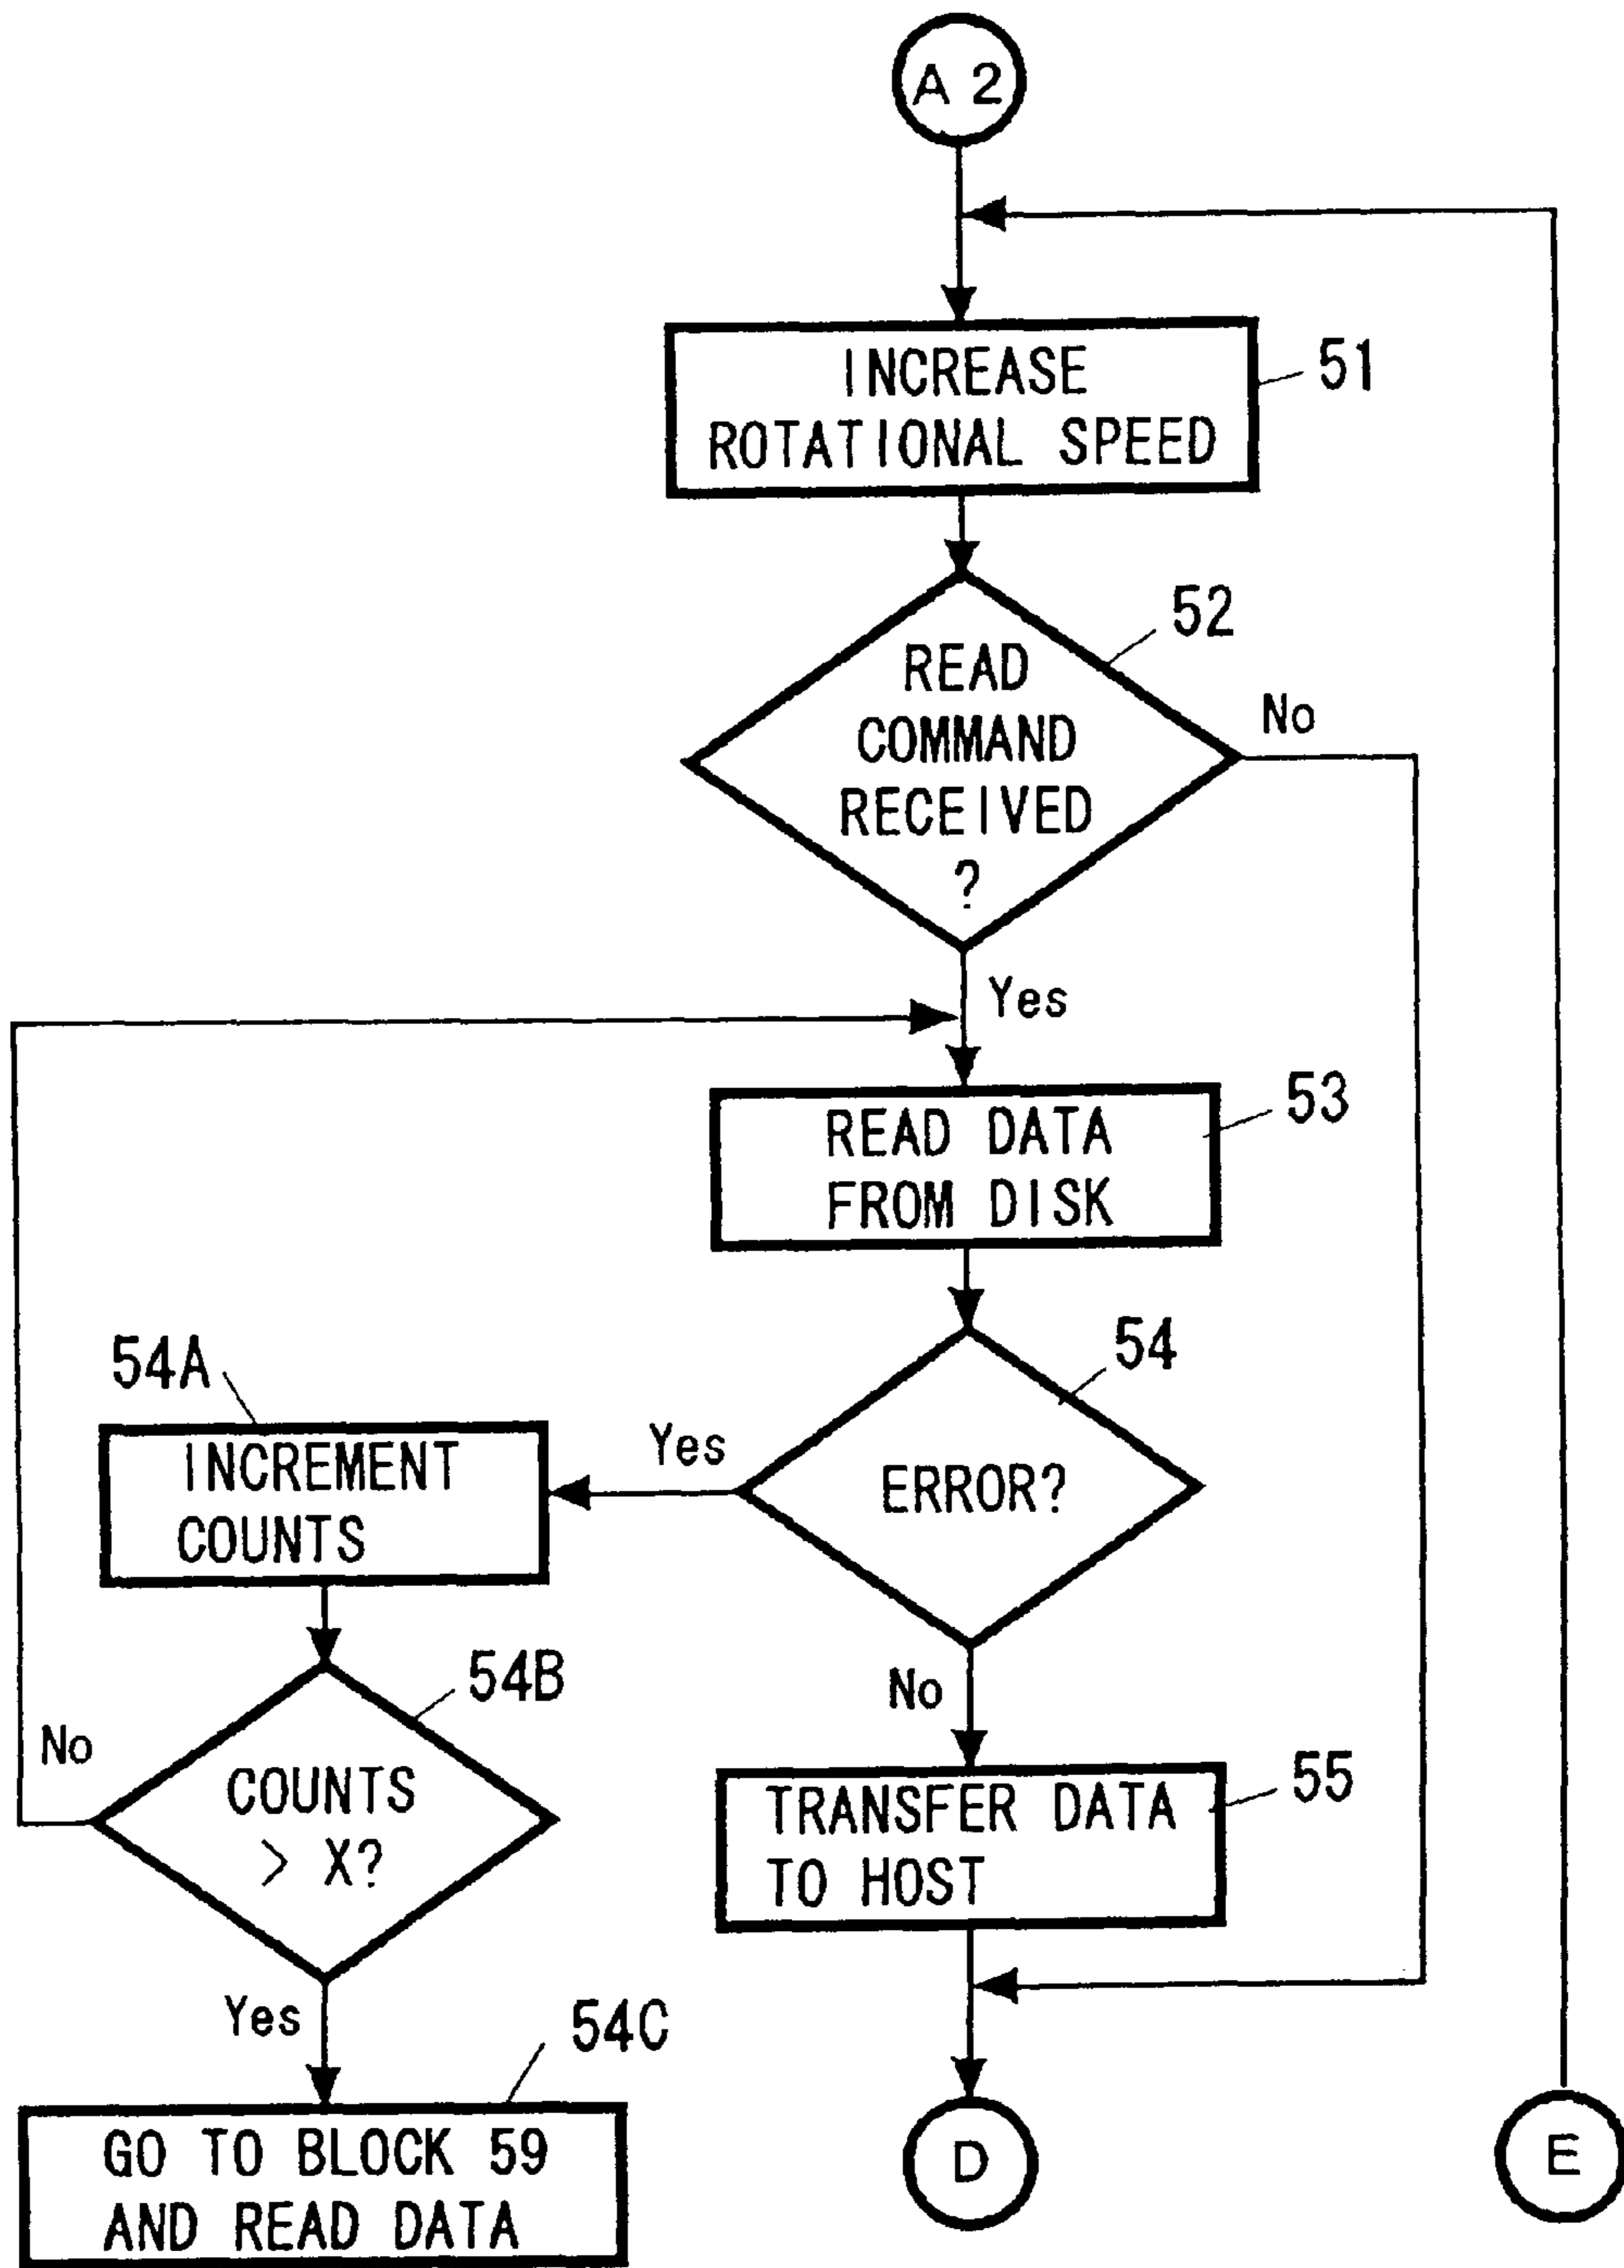 A 2
INCREASE
ROTATIONAL SPEED
51
READ
COMMAND
RECEIVED
?
52
No
Yes
READ DATA
FROM DISK
53
ERROR?
54
Yes
No
54A
INCREMENT
COUNTS
54B
COUNTS
> X?
No
Yes
TRANSFER DATA
TO HOST
55
54C
GO TO BLOCK 59
AND READ DATA
D
E